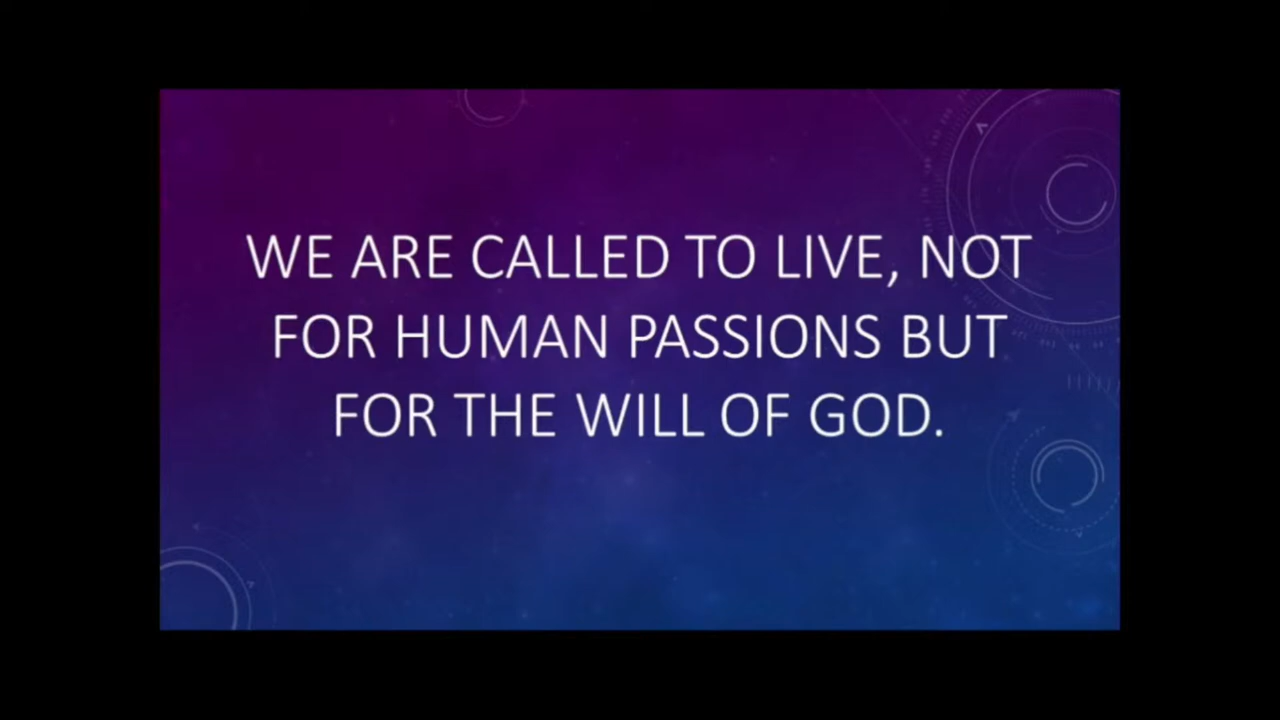 WE ARE CALLED TO LIVE, NOT
FOR HUMAN PASSIONS BUT
FOR THE WILL OF GOD.